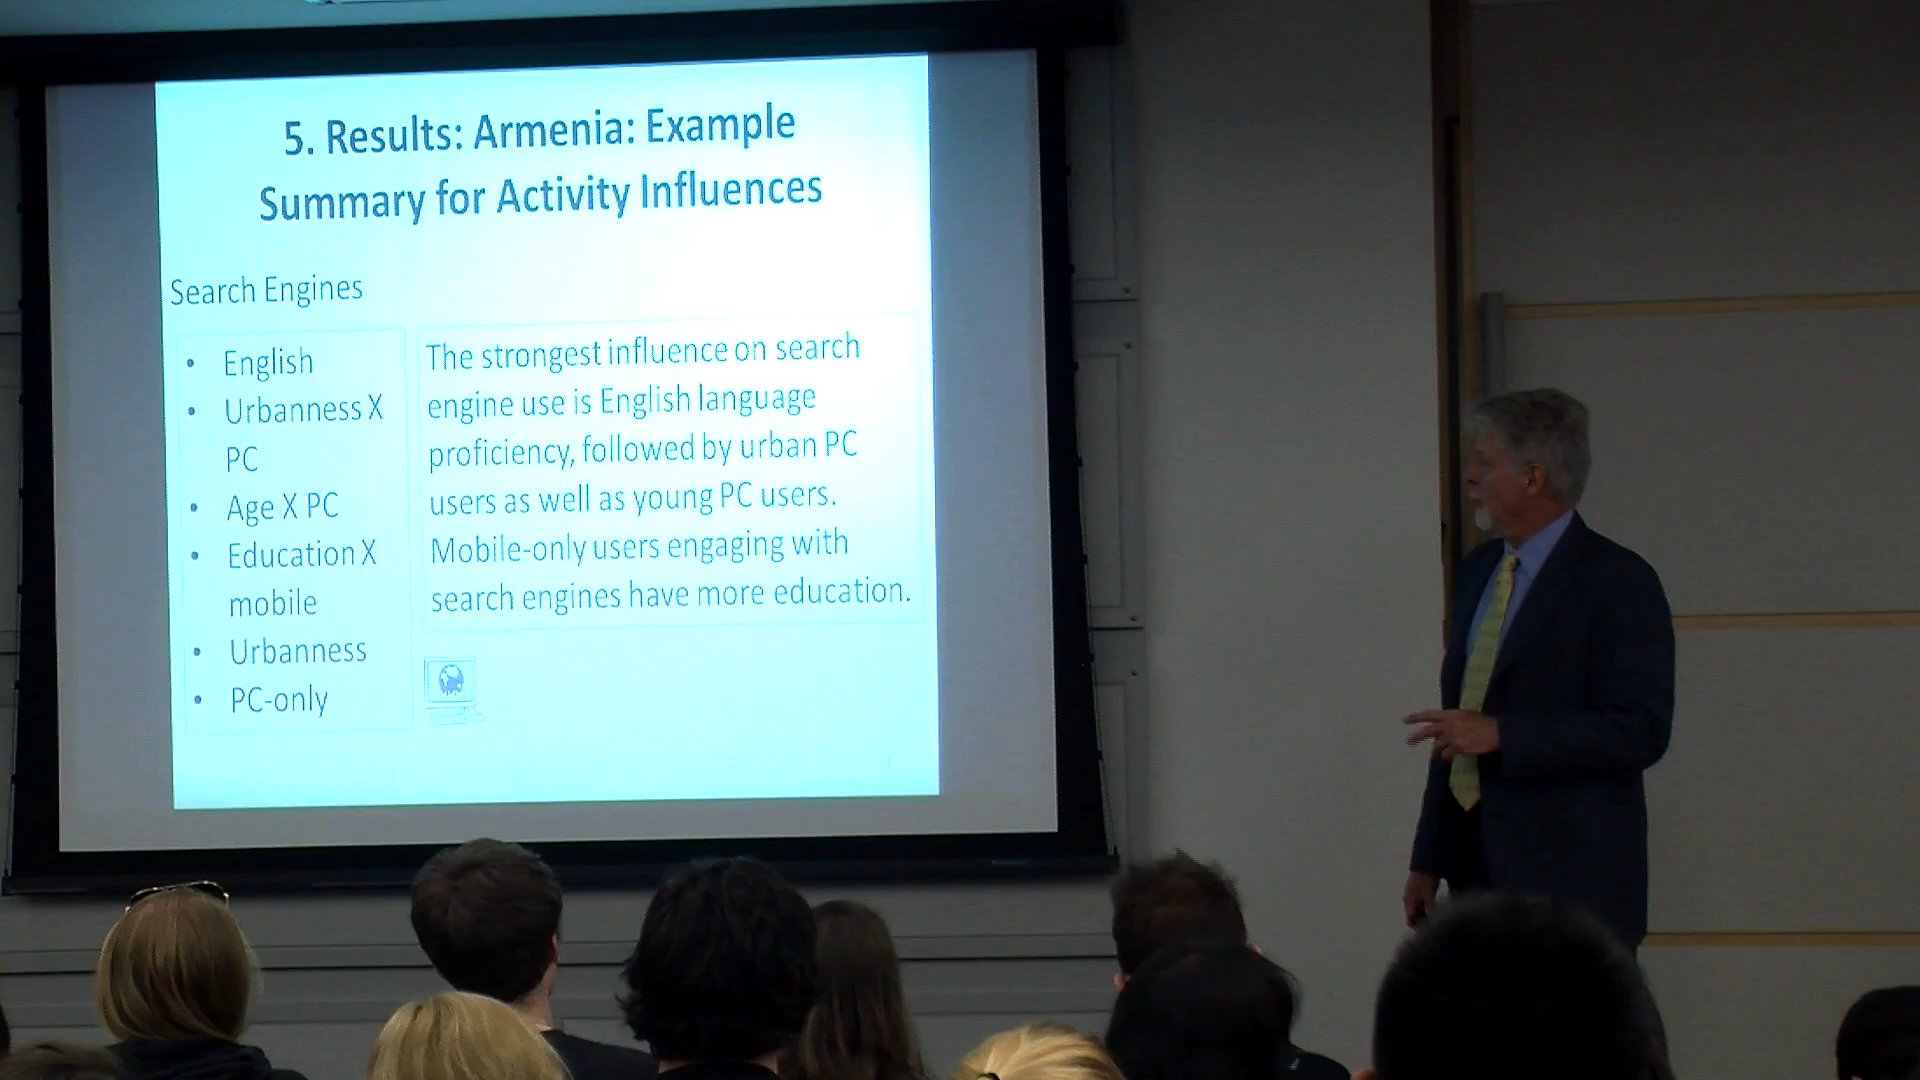 5. Results: Armenia: Example
Summary for Activity Influences
Search Engines
• English
• Urbanness X
PC
• Age X PC
• Education X
mobile
• Urbanness
• PC-only
The strongest influence on search
engine use is English language
proficiency, followed by urban PC
users as well as young PC users.
Mobile-only users engaging with
search engines have more education.